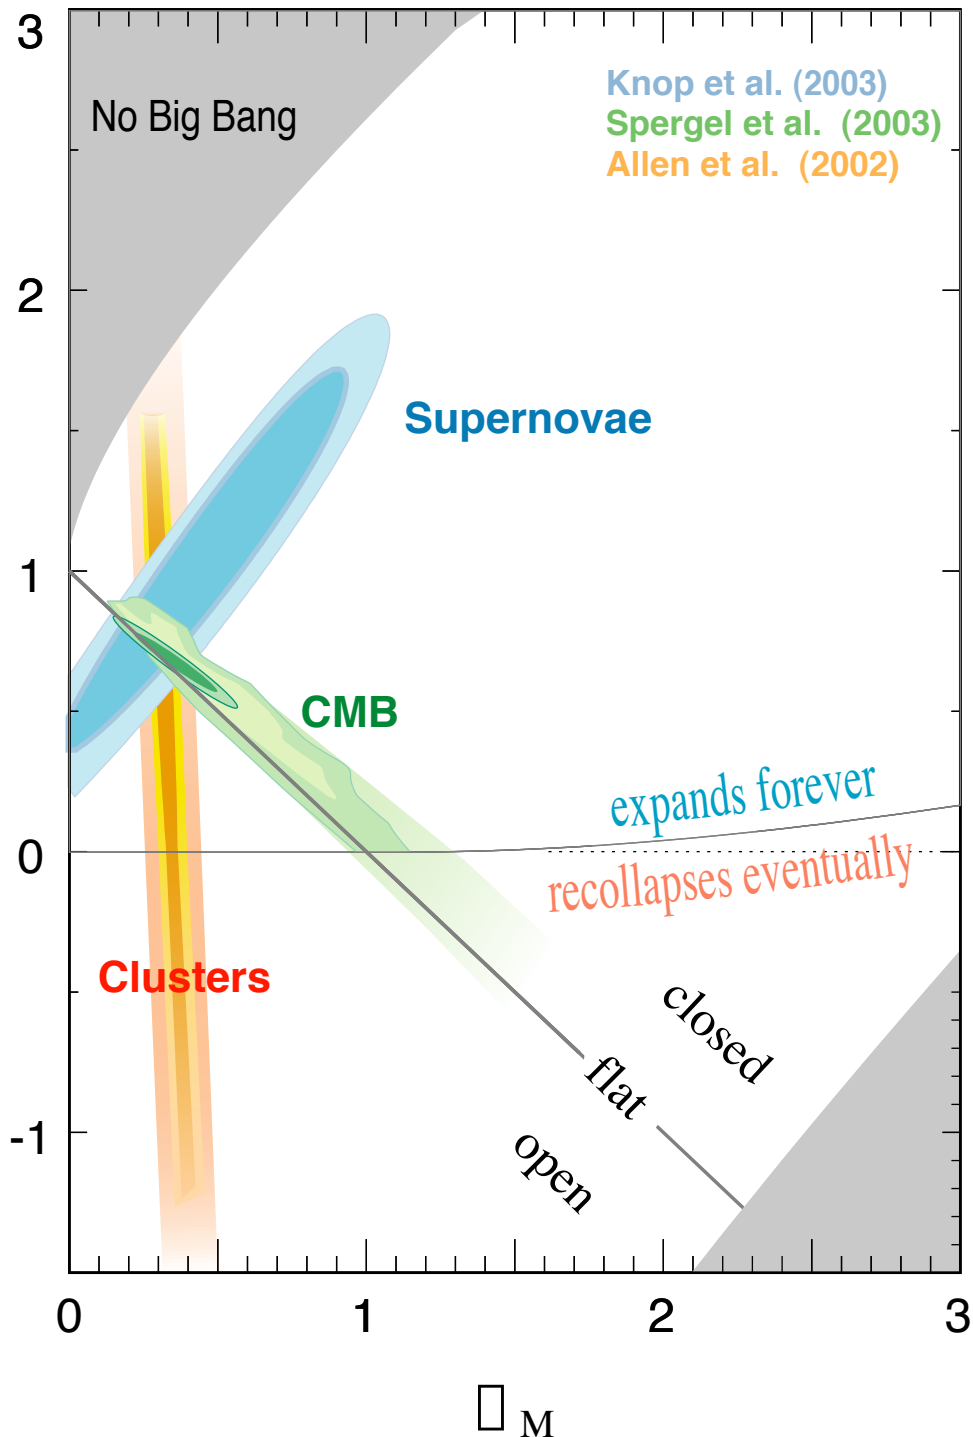 3
No Big Bang
Knop et al. (2003)
Spergel et al. (2003)
Allen et al. (2002)
2
Supernovae
1
CMB
expands forever
0
recollapses eventually
Clusters
closed
flat
-1
open
0 1 2 3
M